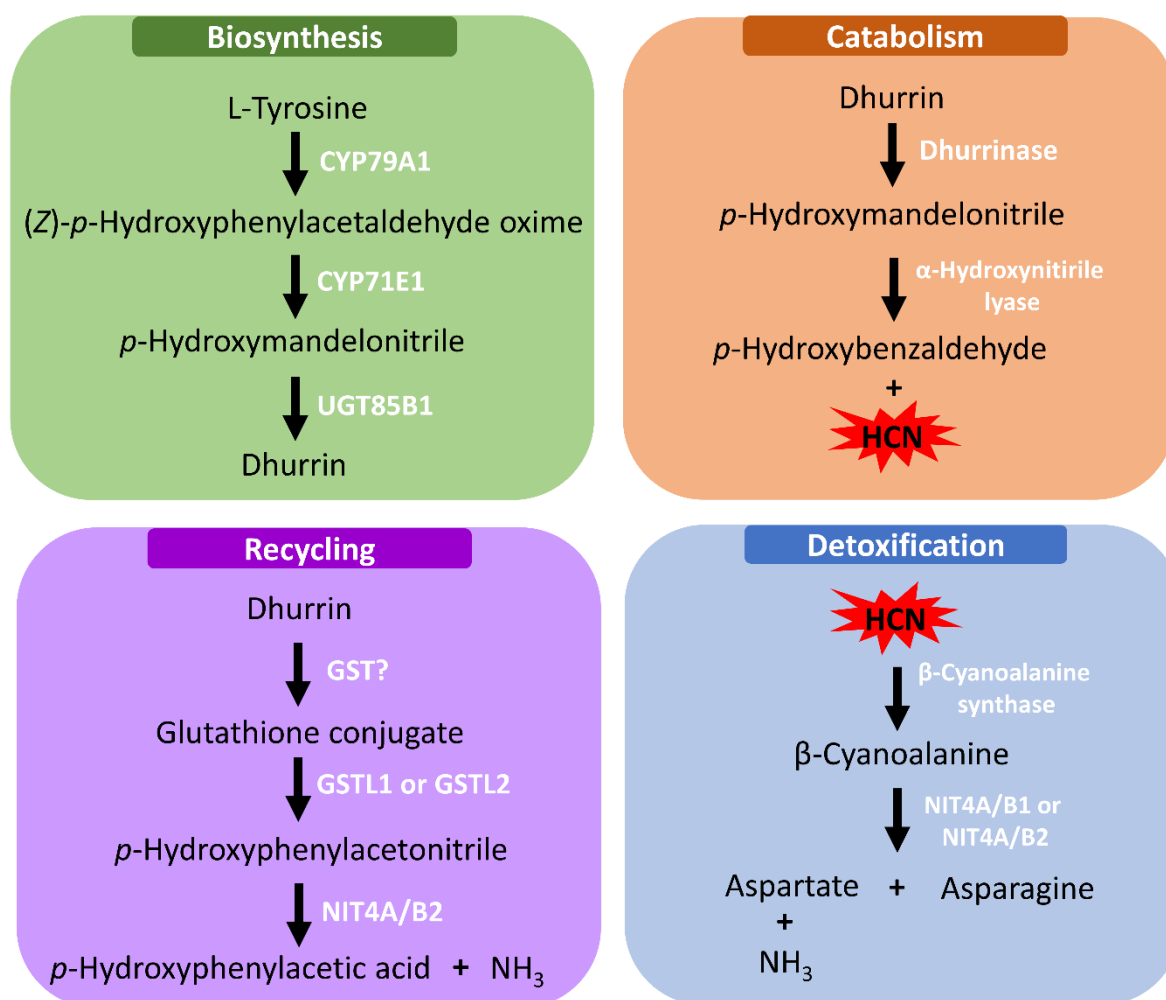 Biosynthesis
L-Tyrosine
CYP79A1
(Z)-p-Hydroxyphenylacetaldehyde oxime
CYP71E1
p-Hydroxymandelonitrile
UGT85B1
Dhurrin
Catabolism
Dhurrin
Dhurrinase
p-Hydroxymandelonitrile
α-Hydroxynitirile
lyase
p-Hydroxybenzaldehyde
+
HCN
Recycling
Dhurrin
GST?
Glutathione conjugate
GSTL1 or GSTL2
p-Hydroxyphenylacetonitrile
NIT4A/B2
p-Hydroxyphenylacetic acid + NH₃
Detoxification
HCN
β-Cyanoalanine
synthase
β-Cyanoalanine
NIT4A/B1 or
NIT4A/B2
Aspartate + Asparagine
+
NH₃